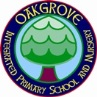 OAKGROVE
INTEGRATED PRIMARY SCHOOL AND NURSERY